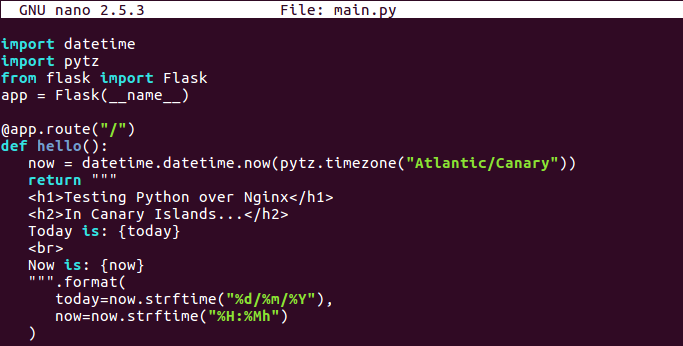 GNU nano 2.5.3 File: main.py
import datetime
import pytz
from flask import Flask
app = Flask(__name__)
@app.route("/")
def hello():
    now = datetime.datetime.now(pytz.timezone("Atlantic/Canary"))
    return """
    <h1>Testing Python over Nginx</h1>
    <h2>In Canary Islands...</h2>
    Today is: {today}
    <br>
    Now is: {now}
    """.format(
        today=now.strftime("%d/%m/%Y"),
        now=now.strftime("%H:%Mh")
    )